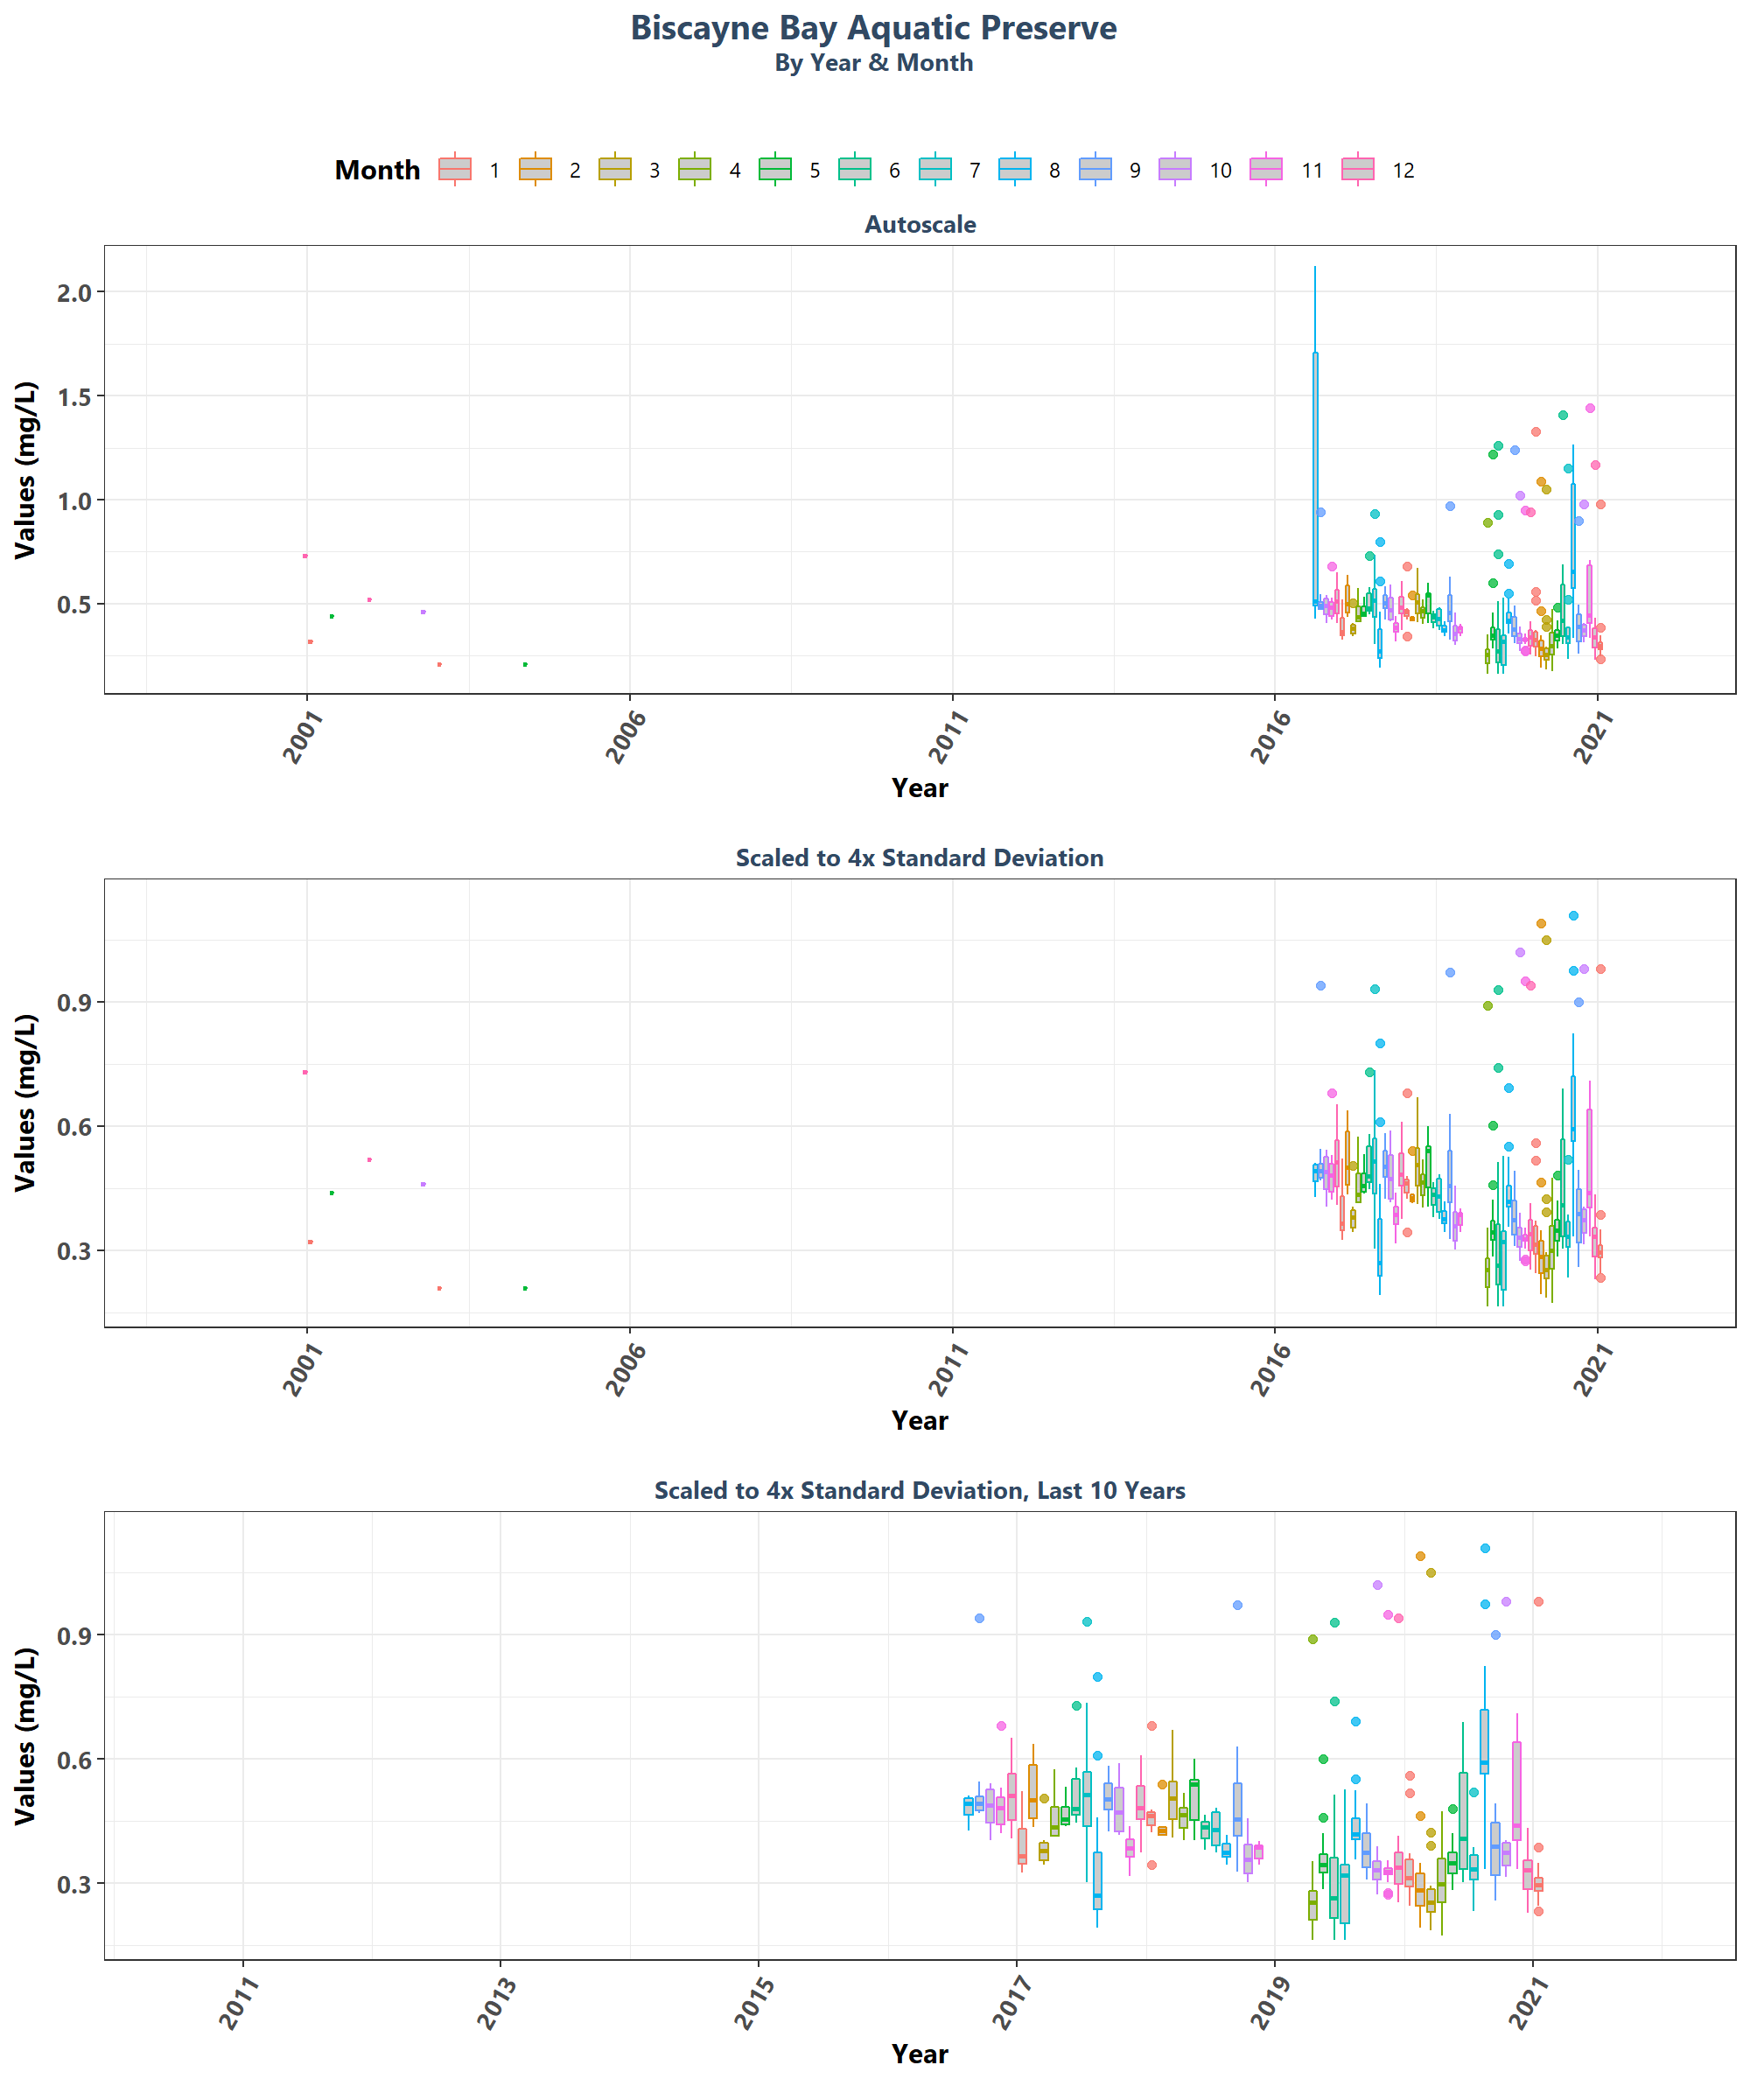 Biscayne Bay Aquatic Preserve
By Year & Month
Month 1 2 3 4 5 6 7 8 9 10 11 12
Autoscale
Values (mg/L)
2.0
1.5
1.0
0.5
2001 2006 2011 2016 2021
Year
Scaled to 4x Standard Deviation
Values (mg/L)
0.9
0.6
0.3
2001 2006 2011 2016 2021
Year
Scaled to 4x Standard Deviation, Last 10 Years
Values (mg/L)
0.9
0.6
0.3
2011 2013 2015 2017 2019 2021
Year